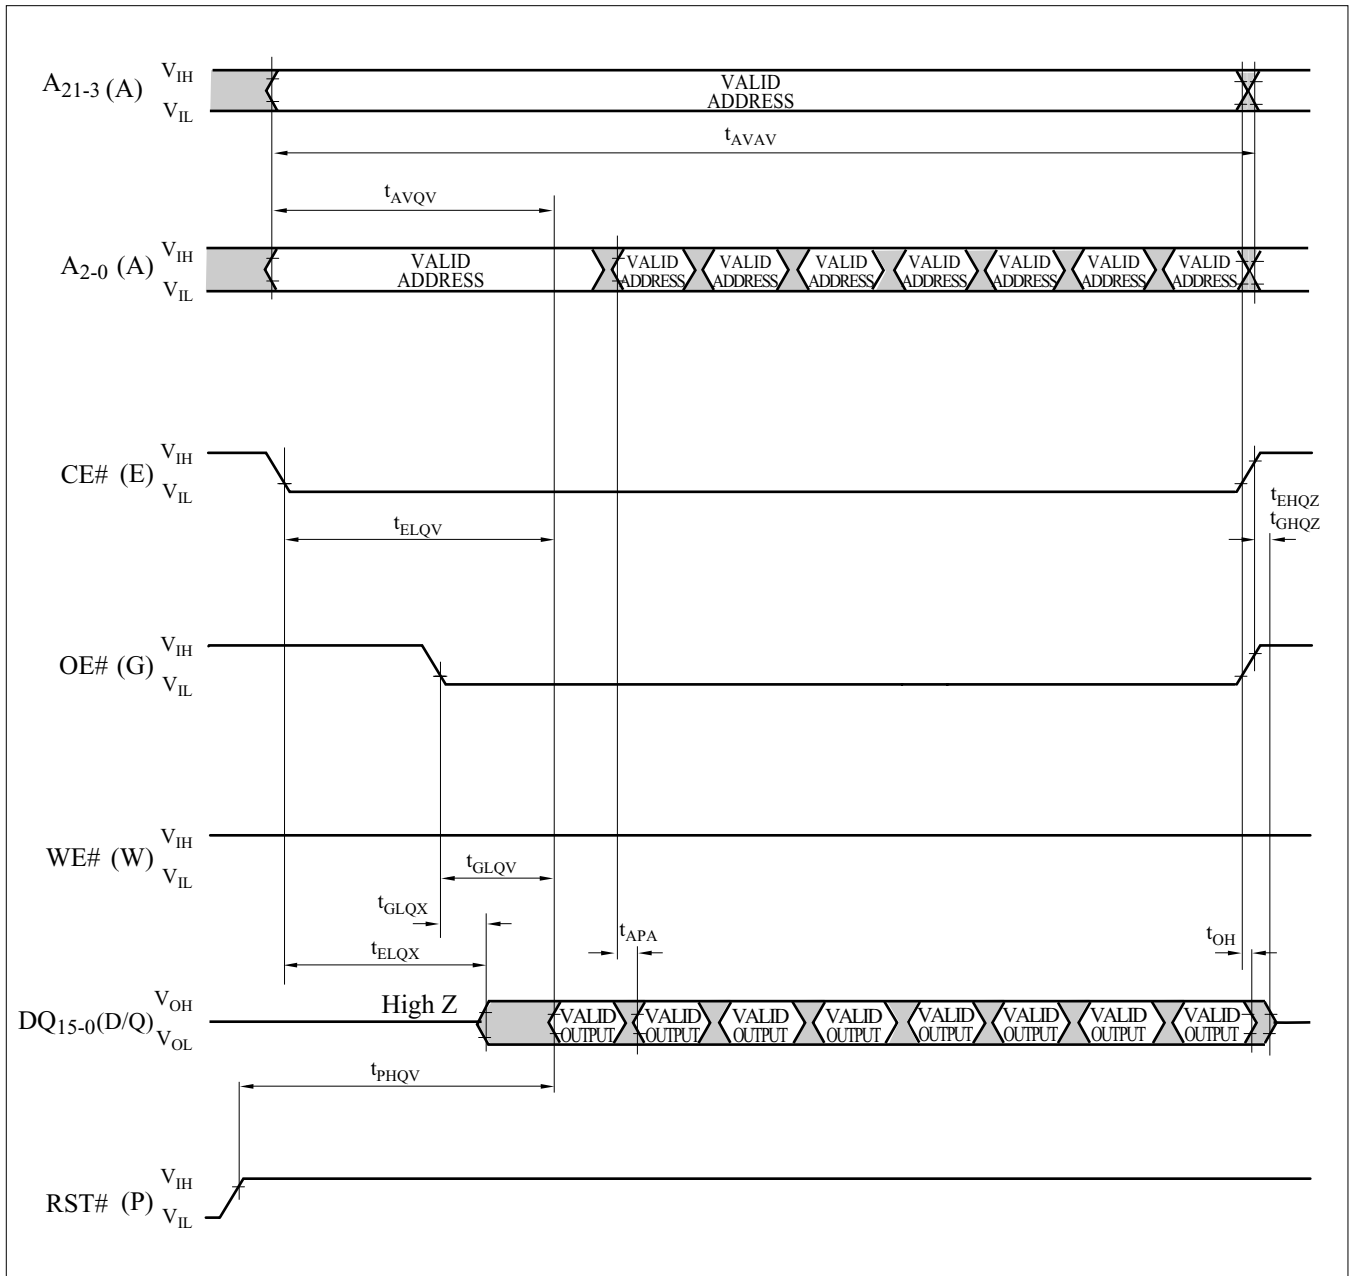 A21-3 (A)
VIH
VIL
VALID
ADDRESS
tAVAV
tAVQV
A2-0 (A)
VIH
VIL
VALID
ADDRESS
VALID
ADDRESS
VALID
ADDRESS
VALID
ADDRESS
VALID
ADDRESS
VALID
ADDRESS
VALID
ADDRESS
VALID
ADDRESS
CE# (E)
VIH
VIL
tELQV
tEHQZ
tGHQZ
OE# (G)
VIH
VIL
WE# (W)
VIH
VIL
tGLQV
tGLQX
tELQX
tAPA
tOH
DQ15-0(D/Q)
VOH
VOL
High Z
VALID
OUTPUT
VALID
OUTPUT
VALID
OUTPUT
VALID
OUTPUT
VALID
OUTPUT
VALID
OUTPUT
VALID
OUTPUT
VALID
OUTPUT
tPHQV
RST# (P)
VIH
VIL